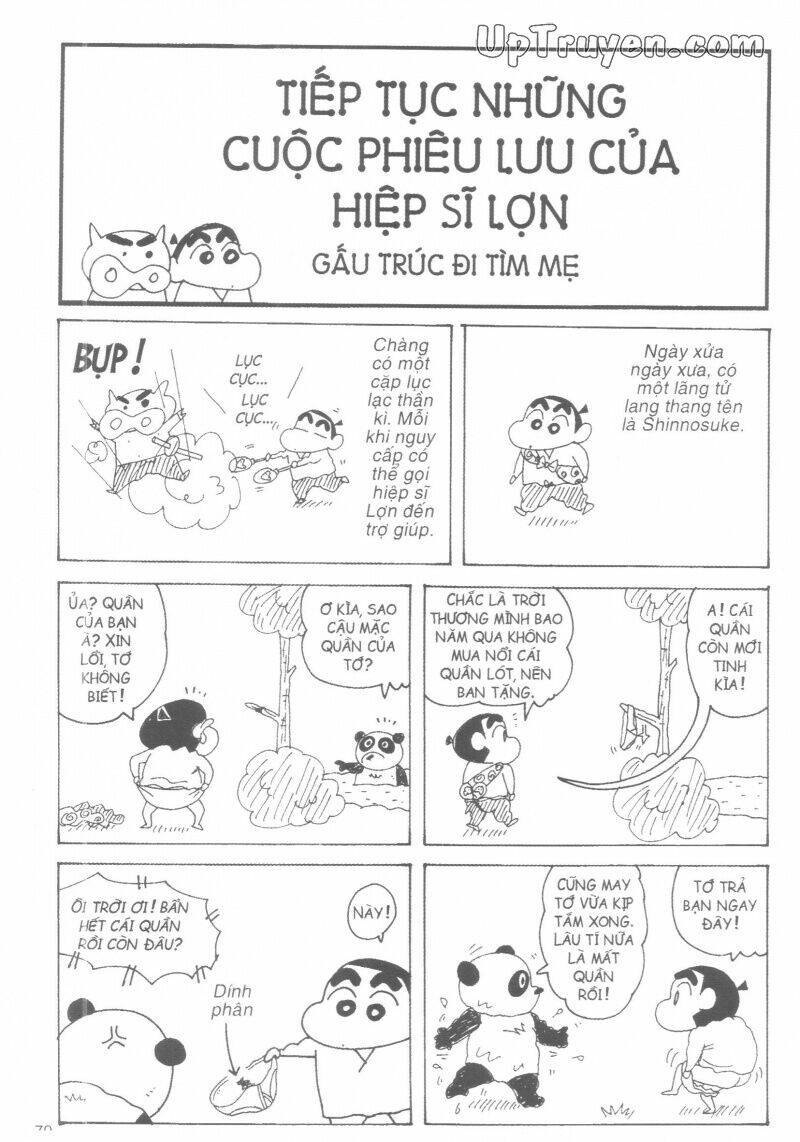 UpTruyen.com
TIẾP TỤC NHỮNG
CUỘC PHIÊU LƯU CỦA
HIỆP SĨ LỢN
GẤU TRÚC ĐI TÌM MẸ
Ngày xửa
ngày xưa, có
một lãng tử
lang thang tên
là Shinnosuke.
Chàng
có một
cặp lục
lạc thần
kì. Mỗi
khi nguy
cấp có
thể gọi
hiệp sĩ
Lợn đến
trợ giúp.
LỤC
CỤC...
LỤC
CỤC...
BỤP!
A! CÁI
QUẦN
CÒN MỚI
TINH
KÌA!
CHẮC LÀ TRỜI
THƯƠNG MÌNH BAO
NĂM QUA KHÔNG
MUA NỔI CÁI
QUẦN LÓT, NÊN
BAN TẶNG.
Ơ KÌA, SAO
CẬU MẶC
QUẦN CỦA
TỚ?
ỦA? QUẦN
CỦA BẠN
À? XIN
LỖI, TỚ
KHÔNG
BIẾT!
TỚ TRẢ
BẠN NGAY
ĐÂY!
CŨNG MAY
TỚ VỪA KỊP
TẮM XONG.
LÂU TÍ NỮA
LÀ MẤT
QUẦN
RỒI!
NÀY!
Dính
phân
ÔI TRỜI ƠI! BẨN
HẾT CÁI QUẦN
RỒI CÒN ĐÂU?